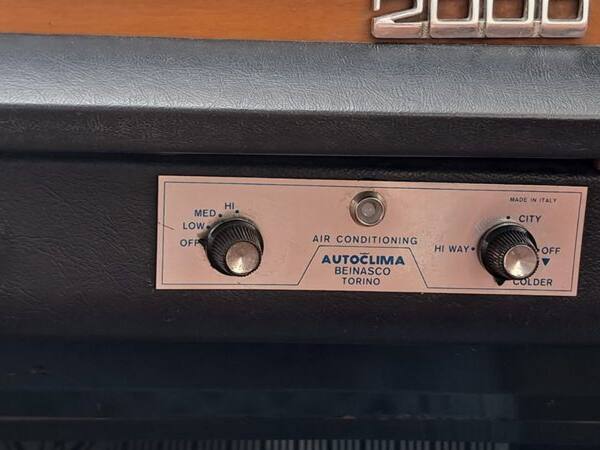 2000
MADE IN ITALY
HI
MED
LOW
OFF
AIR CONDITIONING
AUTOCLIMA
BEINASCO
TORINO
CITY
HI WAY
OFF
COLDER